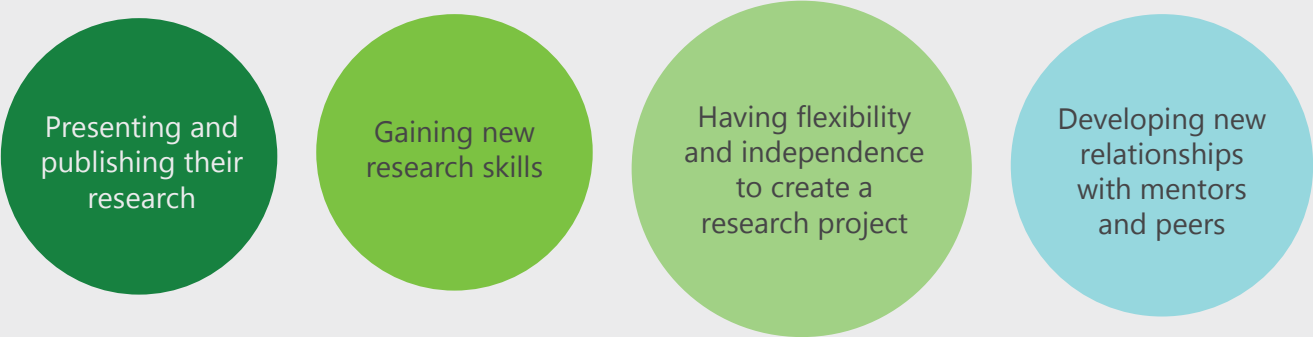 Presenting and
publishing their
research
Gaining new
research skills
Having flexibility
and independence
to create a
research project
Developing new
relationships
with mentors
and peers